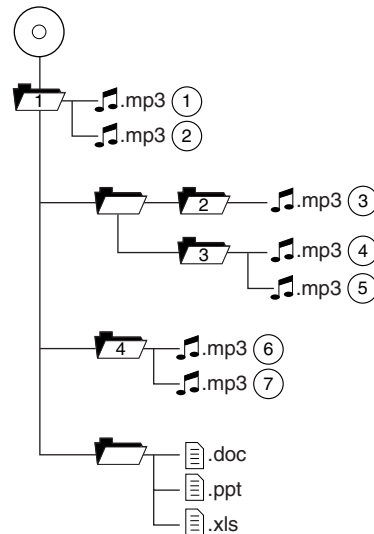 1 .mp3 1
.mp3 2
2 .mp3 3
3 .mp3 4
.mp3 5
4 .mp3 6
.mp3 7
.doc
.ppt
.xls